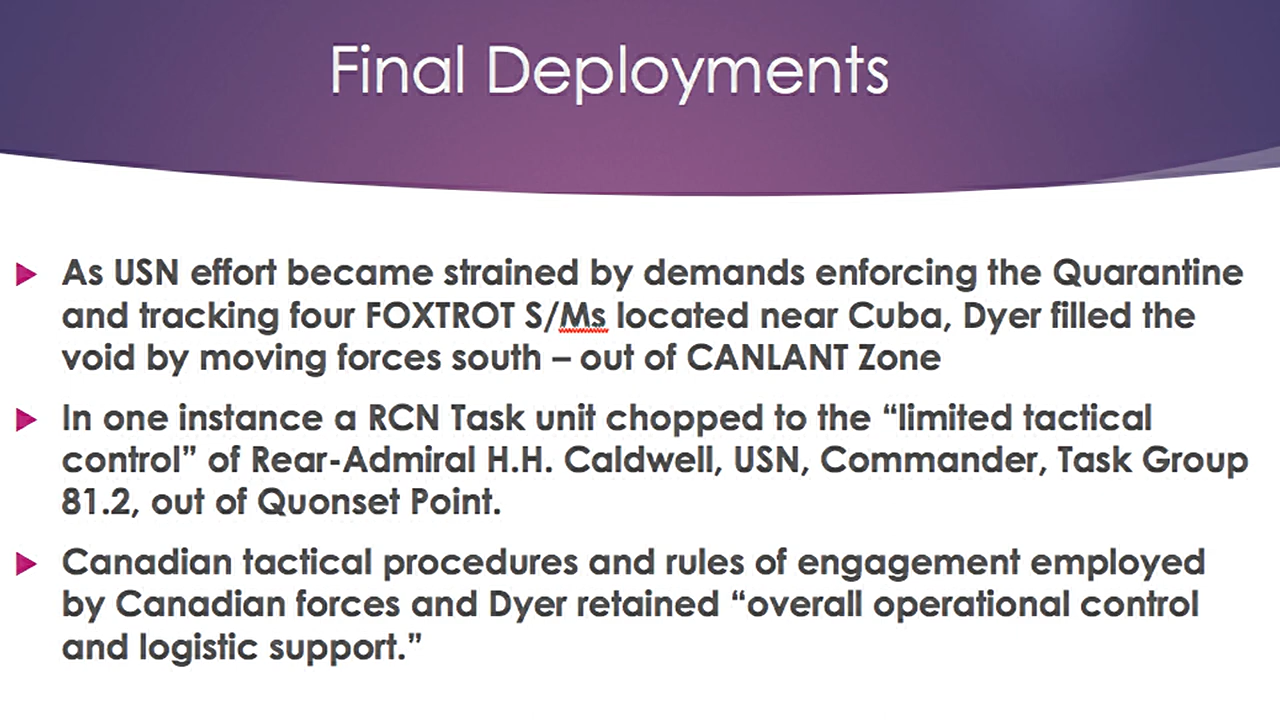 Final Deployments
As USN effort became strained by demands enforcing the Quarantine
and tracking four FOXTROT S/Ms located near Cuba, Dyer filled the
void by moving forces south – out of CANLANT Zone
In one instance a RCN Task unit chopped to the “limited tactical
control” of Rear-Admiral H.H. Caldwell, USN, Commander, Task Group
81.2, out of Quonset Point.
Canadian tactical procedures and rules of engagement employed
by Canadian forces and Dyer retained “overall operational control
and logistic support.”